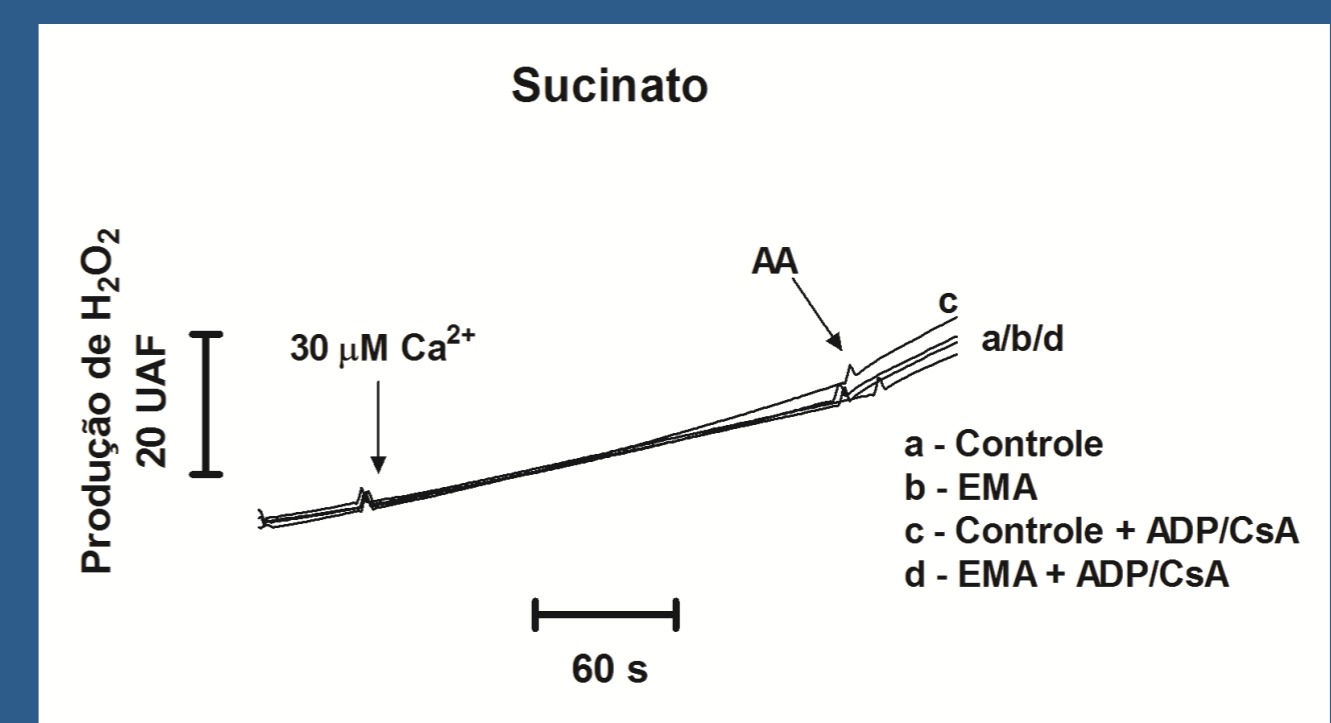 Sucinato
Produção de H₂O₂
20 UAF
30 μM Ca²⁺
AA
c
a/b/d
a - Controle
b - EMA
c - Controle + ADP/CsA
d - EMA + ADP/CsA
60 s